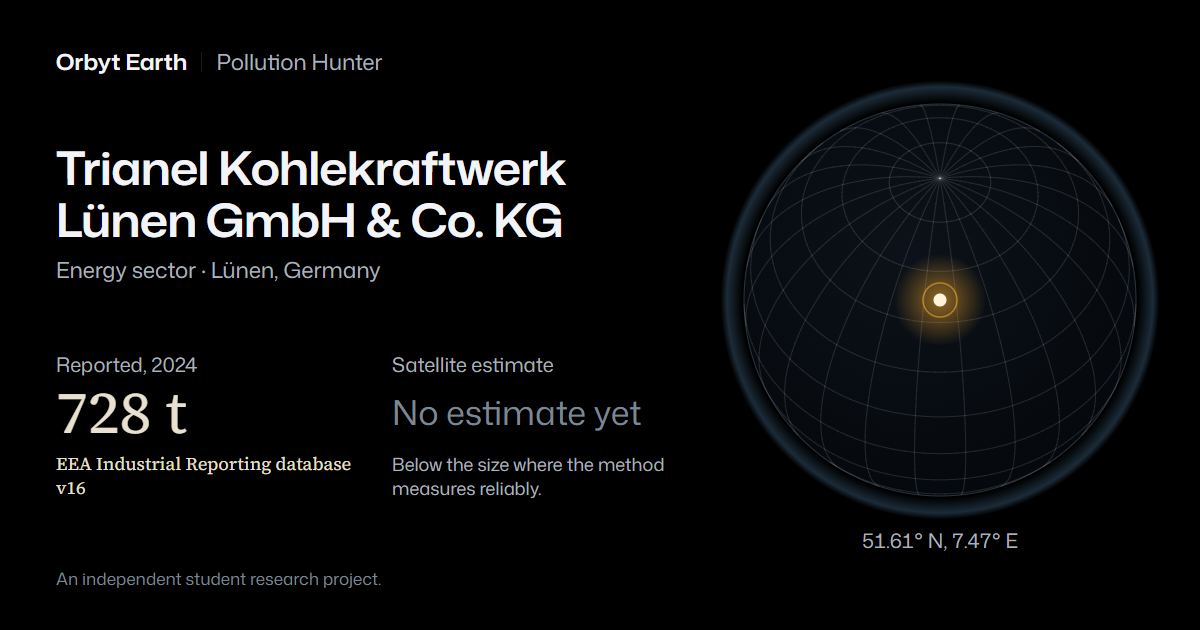 Orbyt Earth | Pollution Hunter
Trianel Kohlekraftwerk
Lünen GmbH & Co. KG
Energy sector · Lünen, Germany
Reported, 2024
728 t
EEA Industrial Reporting database
v16
Satellite estimate
No estimate yet
Below the size where the method
measures reliably.
51.61° N, 7.47° E
An independent student research project.